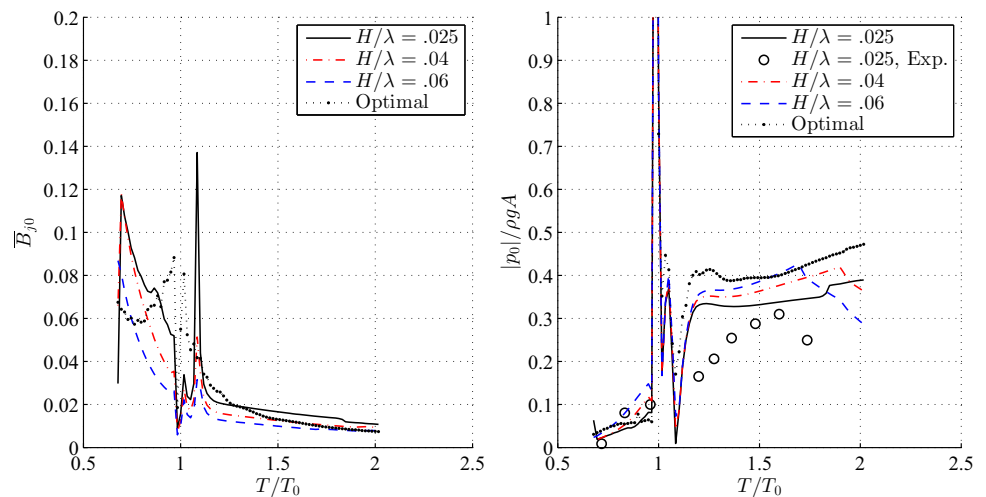 0.2
0.18
0.16
0.14
0.12
0.1
0.08
0.06
0.04
0.02
0
0.5
1
1.5
2
2.5
B̅_{j0}
T/T_0
H/λ = .025
H/λ = .04
H/λ = .06
Optimal
1
0.9
0.8
0.7
0.6
0.5
0.4
0.3
0.2
0.1
0
0.5
1
1.5
2
2.5
|p_0|/ρgA
T/T_0
H/λ = .025
H/λ = .025, Exp.
H/λ = .04
H/λ = .06
Optimal